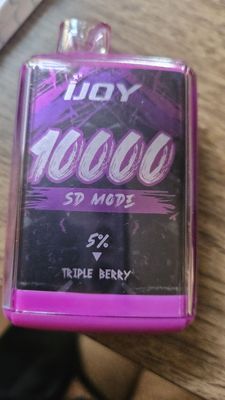 iJOY
10000
SD MODE
5%
TRIPLE BERRY